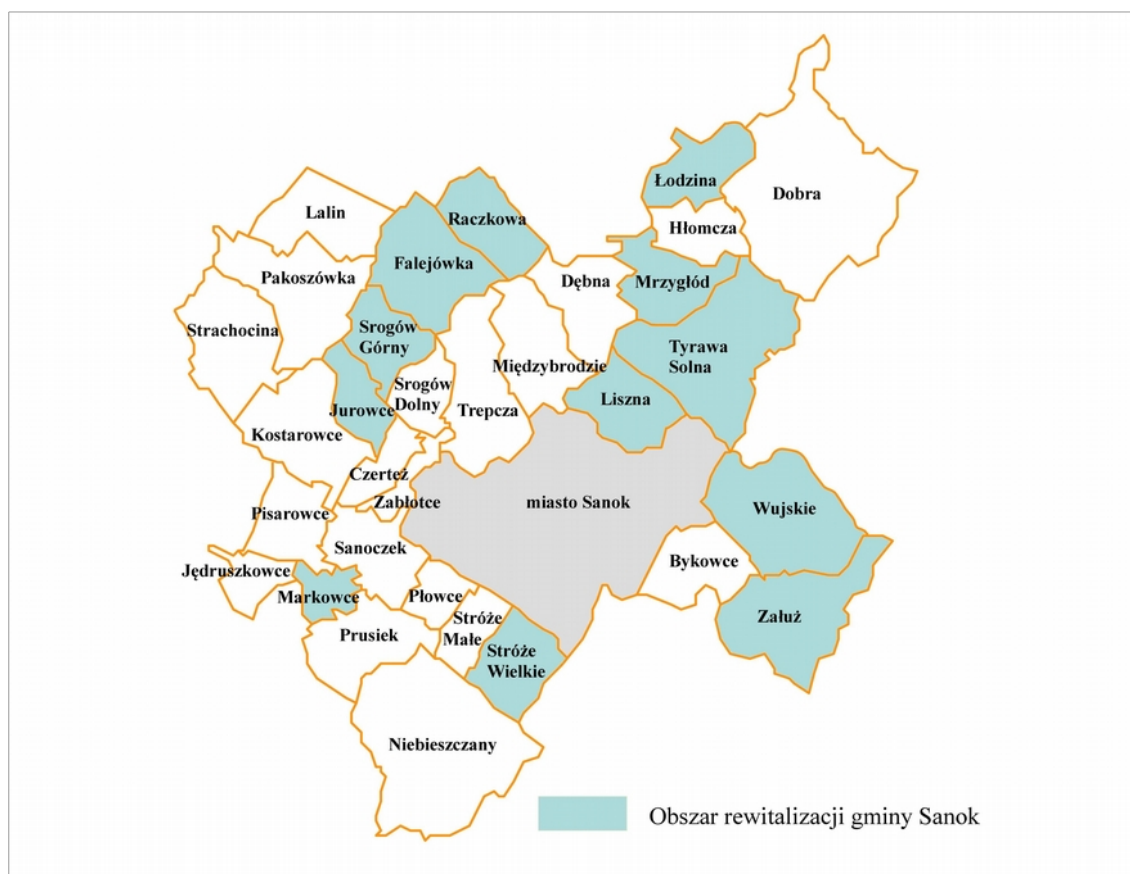 Łodzina
Dobra
Lalin
Raczkowa
Hłomcza
Falejówka
Pakoszówka
Dębna
Mrzygłód
Strachocina
Srogów
Górny
Tyrawa
Solna
Międzybrodzie
Srogów
Dolny
Liszna
Jurowce
Trepcza
Kostarowce
Czerteż
Zabłotce
miasto Sanok
Wujskie
Pisarowce
Sanoczek
Bykowce
Jędruszkowce
Markowce
Płowce
Stróże
Małe
Załuż
Prusiek
Stróże
Wielkie
Niebieszczany
Obszar rewitalizacji gminy Sanok